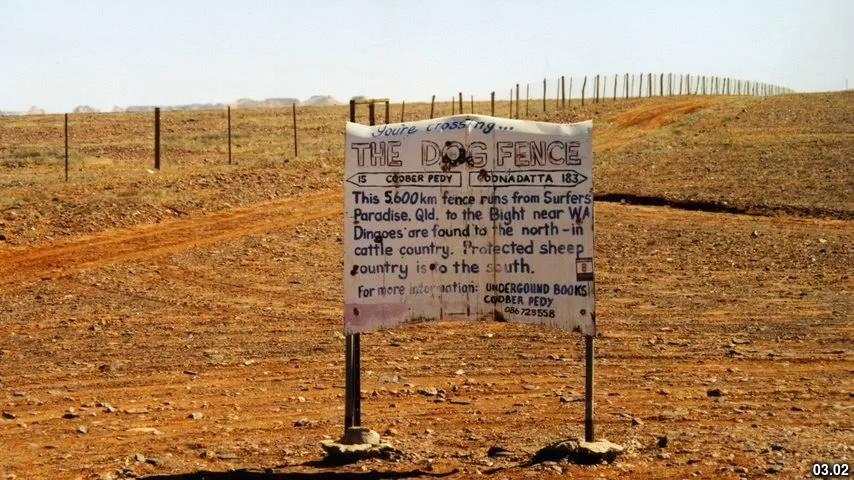 You're crossing...
THE DOG FENCE
15 COOBER PEDY OODNADATTA 183
This 5,600km fence runs from Surfers
Paradise, Qld. to the Bight near WA
Dingoes are found to the north - in
cattle country. Protected sheep
country is to the south.
For more information: UNDERGOUND BOOKS
COOBER PEDY
086725558
8
03.02